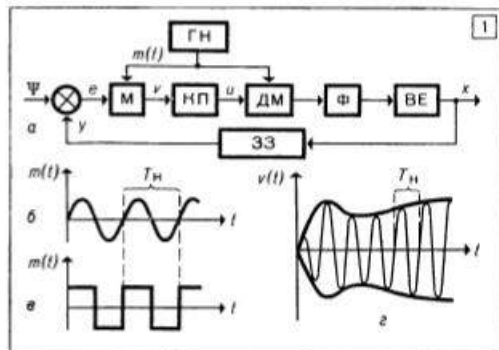 1
ГН
m(t)
Ψ e М v КП u ДМ Ф ВЕ x
а y ЗЗ
m(t) Tн v(t) Tн
б t
m(t) t
в t г